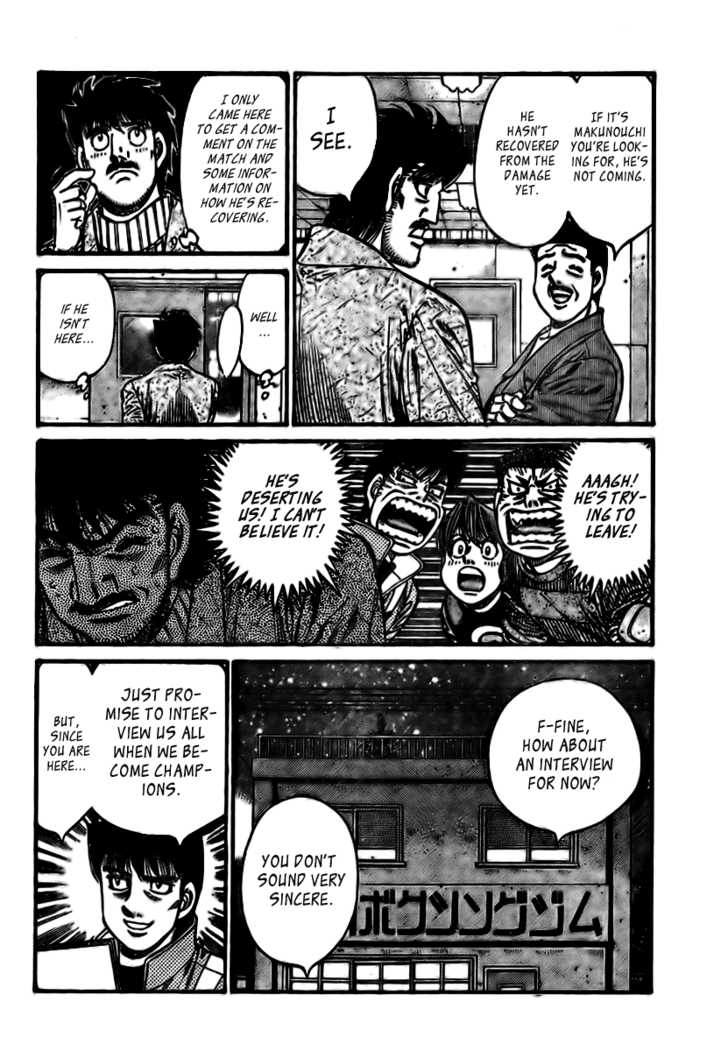 IF IT'S
MAKUNOUCHI
YOU'RE LOOK-
ING FOR, HE'S
NOT COMING.
HE
HASN'T
RECOVERED
FROM THE
DAMAGE
YET.
I
SEE.
I ONLY
CAME HERE
TO GET A COM-
MENT ON THE
MATCH AND
SOME INFOR-
MATION ON
HOW HE'S RE-
COVERING.
WELL
...
IF HE
ISN'T
HERE...
AAAGH!
HE'S TRY-
ING TO
LEAVE!
HE'S
DESERTING
US! I CAN'T
BELIEVE IT!
F-FINE,
HOW ABOUT
AN INTERVIEW
FOR NOW?
YOU DON'T
SOUND VERY
SINCERE.
ボクシングジム
JUST PRO-
MISE TO INTER-
VIEW US ALL
WHEN WE BE-
COME CHAMP-
IONS.
BUT,
SINCE
YOU ARE
HERE...